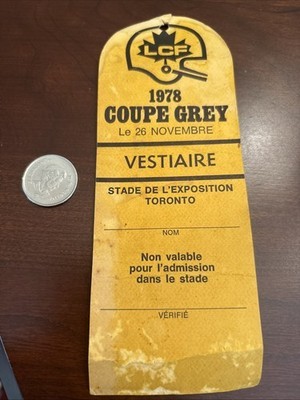 LCF
1978
COUPE GREY
Le 26 NOVEMBRE
VESTIAIRE
STADE DE L'EXPOSITION
TORONTO
NOM
Non valable
pour l'admission
dans le stade
VÉRIFIÉ